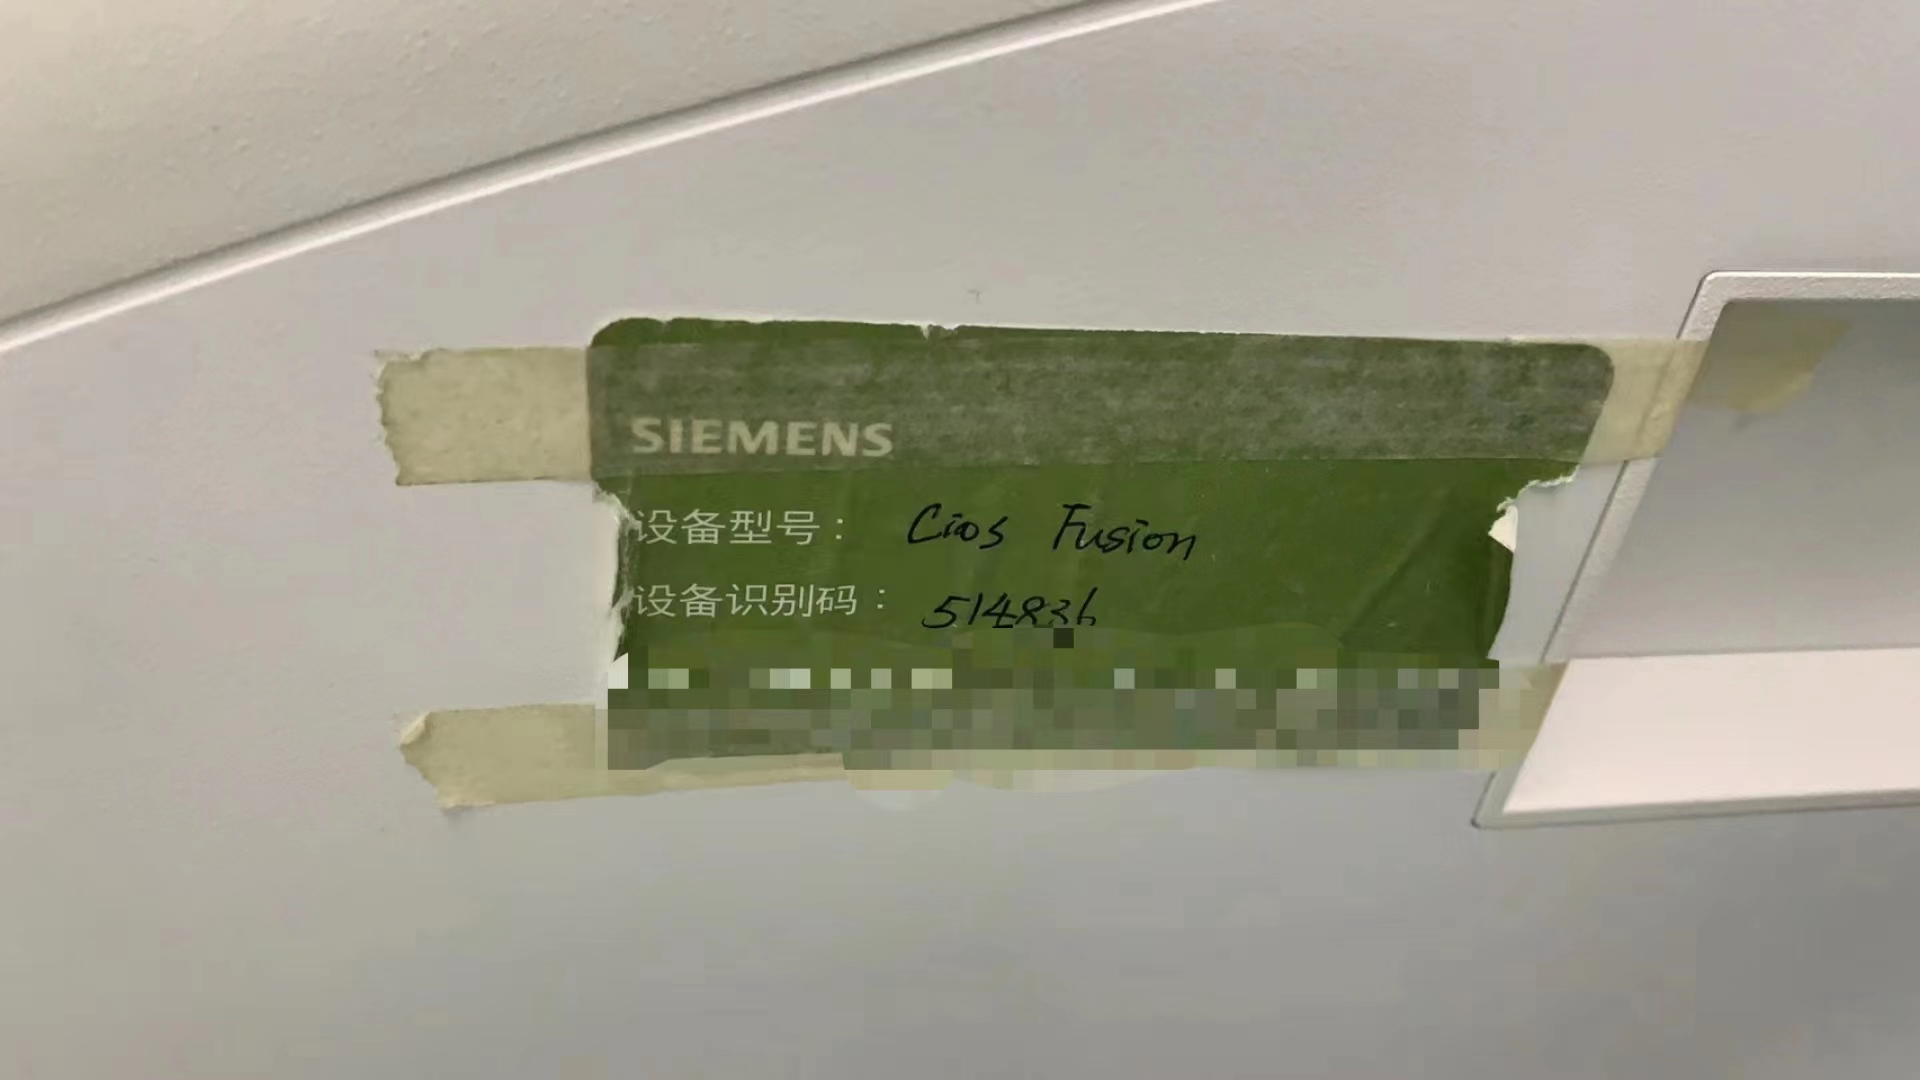 SIEMENS
设备型号： Cios Fusion
设备识别码： 514836